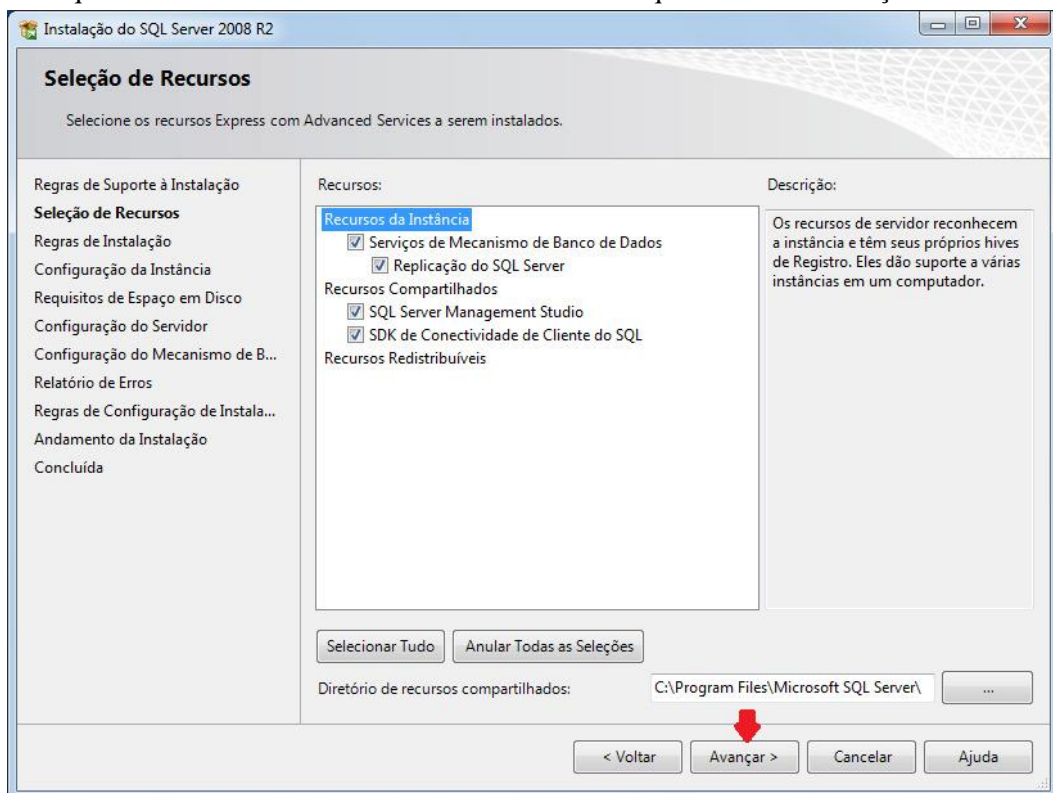 Instalação do SQL Server 2008 R2
Seleção de Recursos
Selecione os recursos Express com Advanced Services a serem instalados.
Regras de Suporte à Instalação
Seleção de Recursos
Regras de Instalação
Configuração da Instância
Requisitos de Espaço em Disco
Configuração do Servidor
Configuração do Mecanismo de B...
Relatório de Erros
Regras de Configuração de Instala...
Andamento da Instalação
Concluída
Recursos:
Recursos da Instância
Serviços de Mecanismo de Banco de Dados
Replicação do SQL Server
Recursos Compartilhados
SQL Server Management Studio
SDK de Conectividade de Cliente do SQL
Recursos Redistribuíveis
Descrição:
Os recursos de servidor reconhecem
a instância e têm seus próprios hives
de Registro. Eles dão suporte a várias
instâncias em um computador.
Selecionar Tudo
Anular Todas as Seleções
Diretório de recursos compartilhados:
C:\Program Files\Microsoft SQL Server\
...
< Voltar
Avançar >
Cancelar
Ajuda